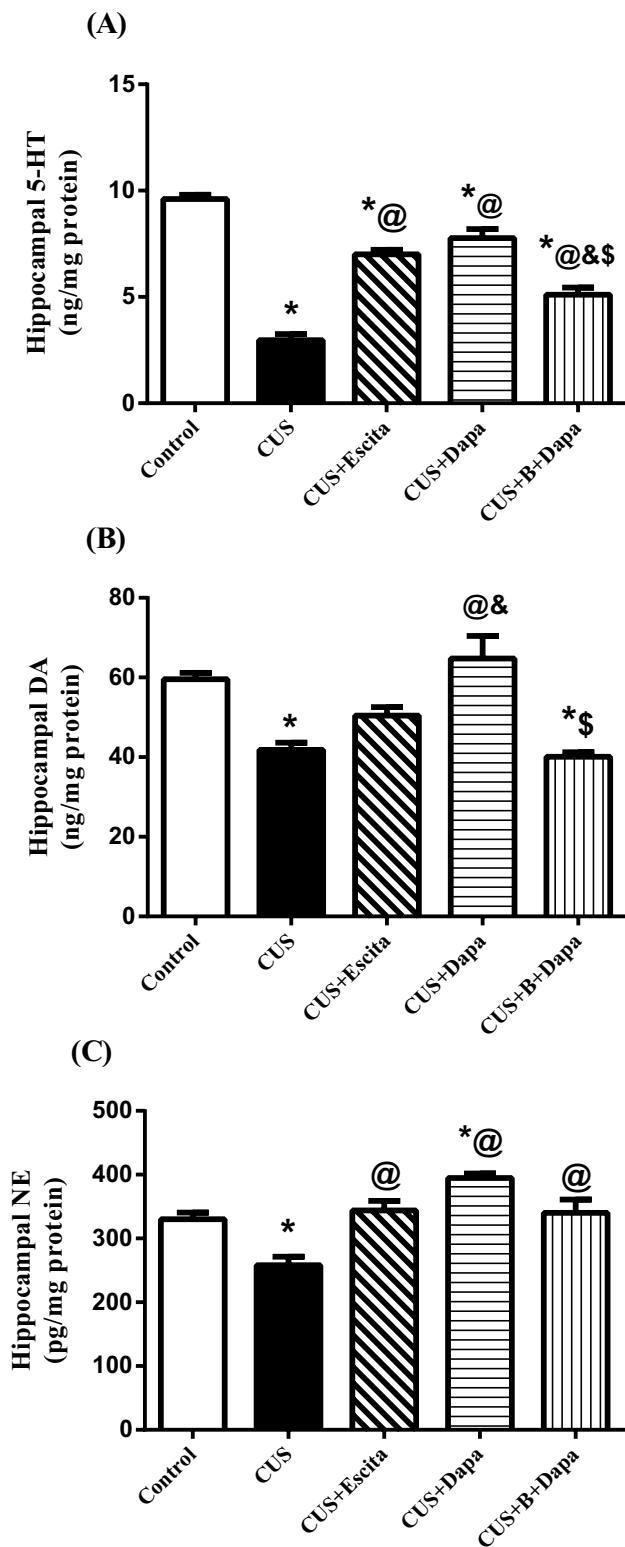 (A)
Hippocampal 5-HT
(ng/mg protein)
15
10
5
0
*
*@
*@
*@&$
Control
CUS
CUS+Escita
CUS+Dapa
CUS+B+Dapa
(B)
Hippocampal DA
(ng/mg protein)
80
60
40
20
0
*
@&
*$
Control
CUS
CUS+Escita
CUS+Dapa
CUS+B+Dapa
(C)
Hippocampal NE
(pg/mg protein)
500
400
300
200
100
0
*
@
*@
@
Control
CUS
CUS+Escita
CUS+Dapa
CUS+B+Dapa